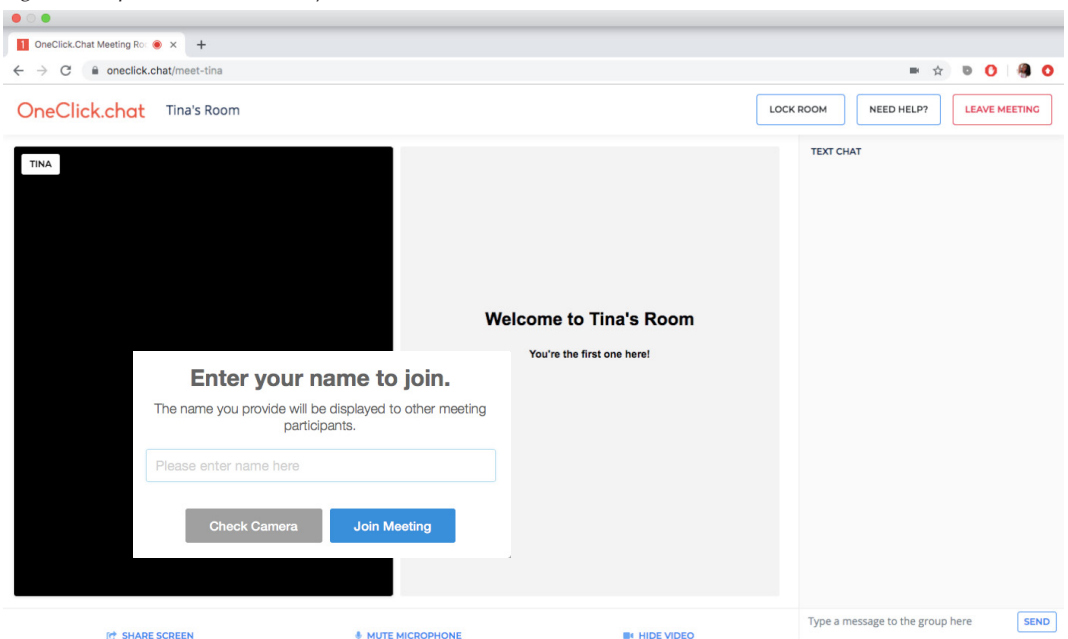 OneClick.Chat Meeting Roo
oneclick.chat/meet-tina
OneClick.chat
Tina's Room
LOCK ROOM
NEED HELP?
LEAVE MEETING
TINA
TEXT CHAT
Welcome to Tina's Room
You're the first one here!
Enter your name to join.
The name you provide will be displayed to other meeting
participants.
Please enter name here
Check Camera
Join Meeting
SHARE SCREEN
MUTE MICROPHONE
HIDE VIDEO
Type a message to the group here
SEND